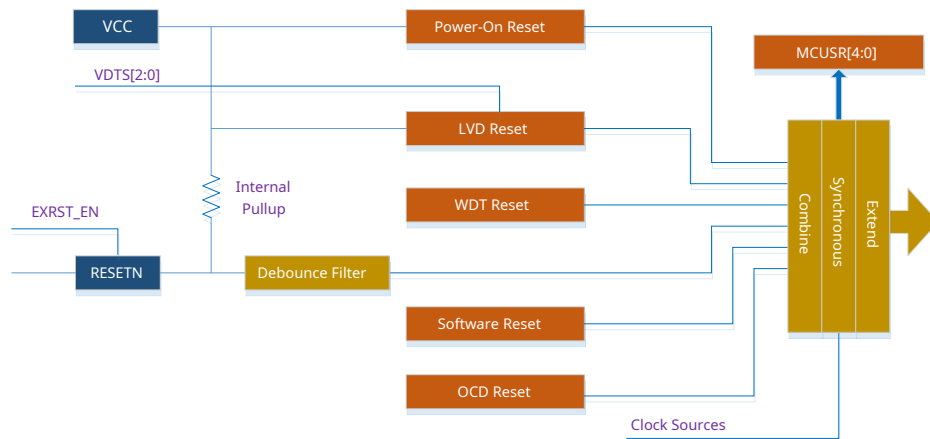 VCC
Power-On Reset
MCUSR[4:0]
VDTS[2:0]
LVD Reset
Internal
Pullup
WDT Reset
EXRST_EN
RESETN
Debounce Filter
Combine
Synchronous
Extend
Software Reset
OCD Reset
Clock Sources